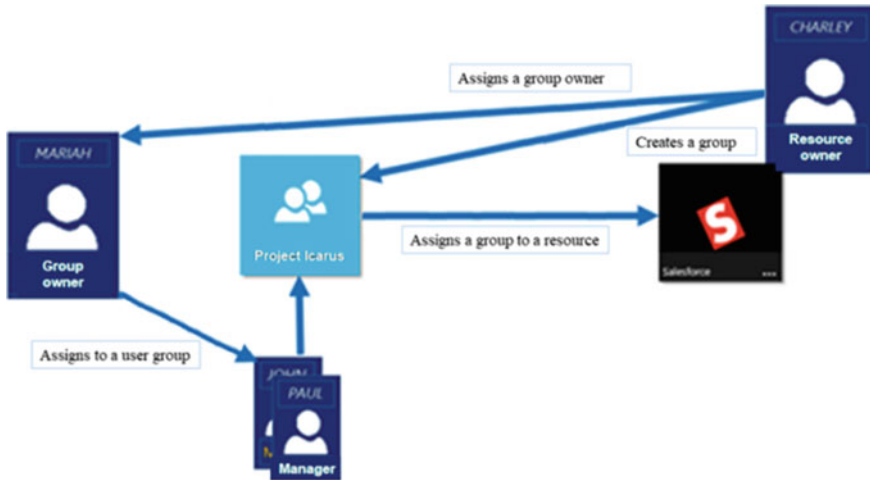 CHARLEY
Resource
owner
Assigns a group owner
Creates a group
MARIAH
Group
owner
Project Icarus
Assigns a group to a resource
S
Salesforce ...
Assigns to a user group
JOHN
PAUL
Manager